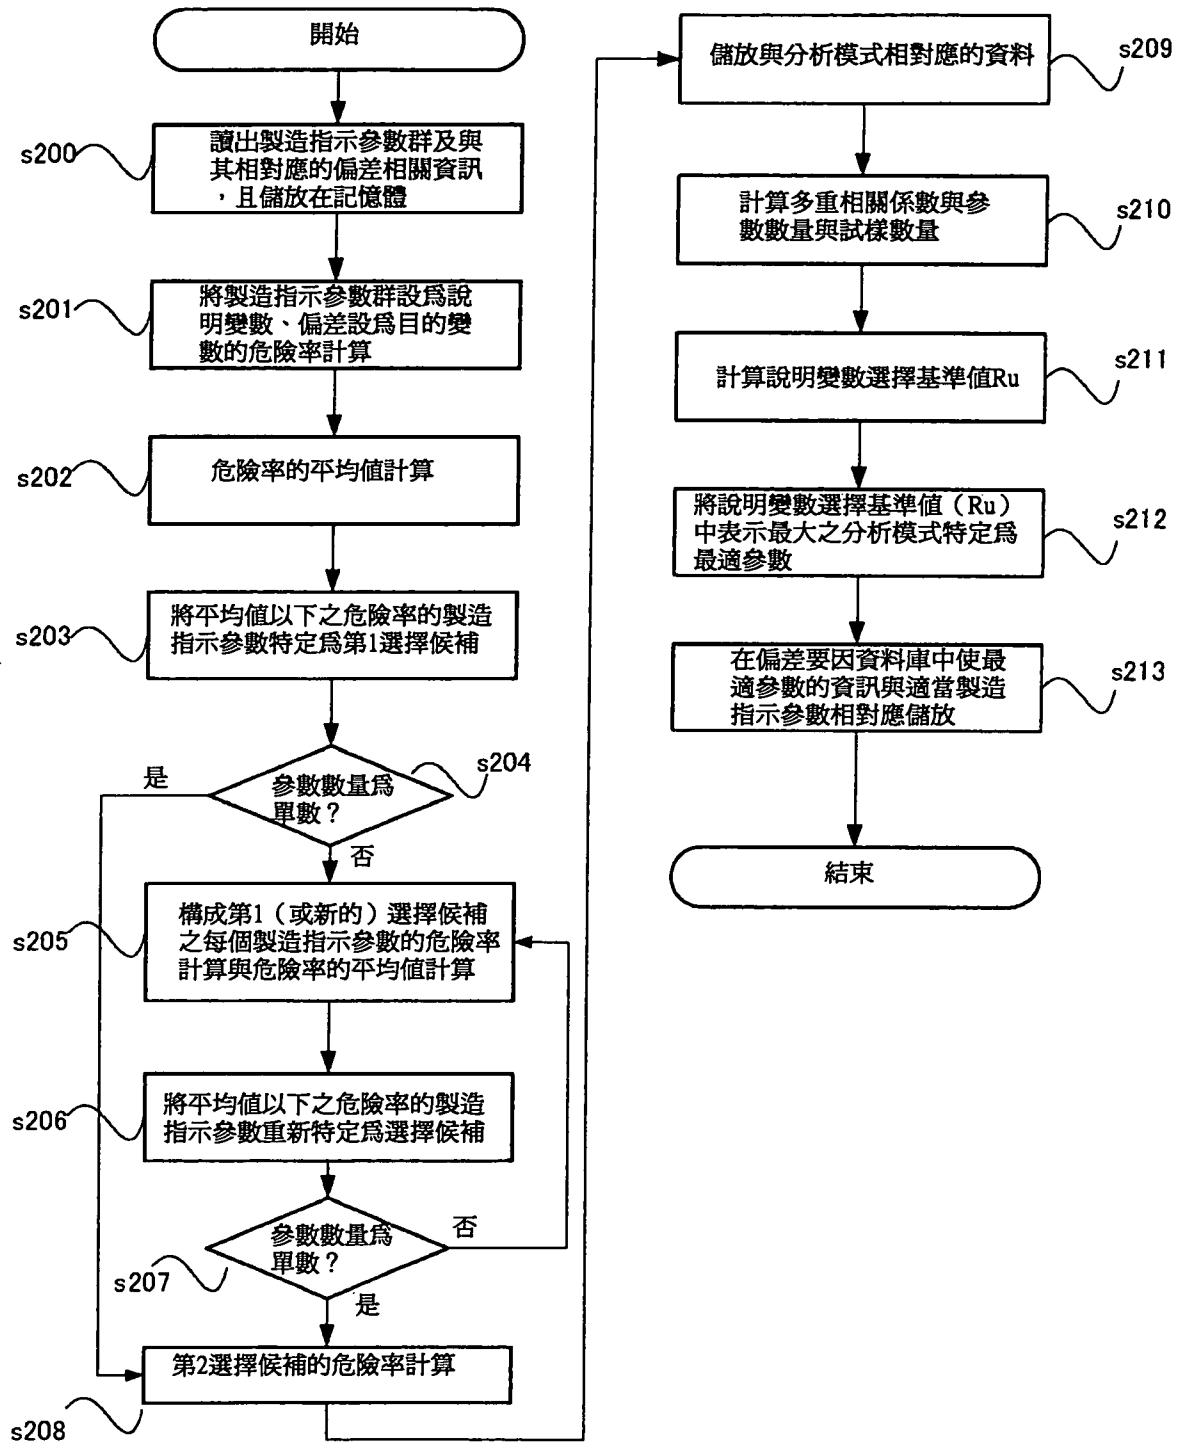 開始
s200
讀出製造指示參數群及與
其相對應的偏差相關資訊
，且儲放在記憶體
s201
將製造指示參數群設爲說
明變數、偏差設爲目的變
數的危險率計算
s202
危險率的平均值計算
s203
將平均值以下之危險率的製造
指示參數特定爲第1選擇候補
s204
參數數量爲
單數？
是
否
s205
構成第1（或新的）選擇候補
之每個製造指示參數的危險率
計算與危險率的平均值計算
s206
將平均值以下之危險率的製造
指示參數重新特定爲選擇候補
s207
參數數量爲
單數？
否
是
s208
第2選擇候補的危險率計算
s209
儲放與分析模式相對應的資料
s210
計算多重相關係數與參
數數量與試樣數量
s211
計算說明變數選擇基準值Ru
s212
將說明變數選擇基準值（Ru）
中表示最大之分析模式特定爲
最適參數
s213
在偏差要因資料庫中使最
適參數的資訊與適當製造
指示參數相對應儲放
結束